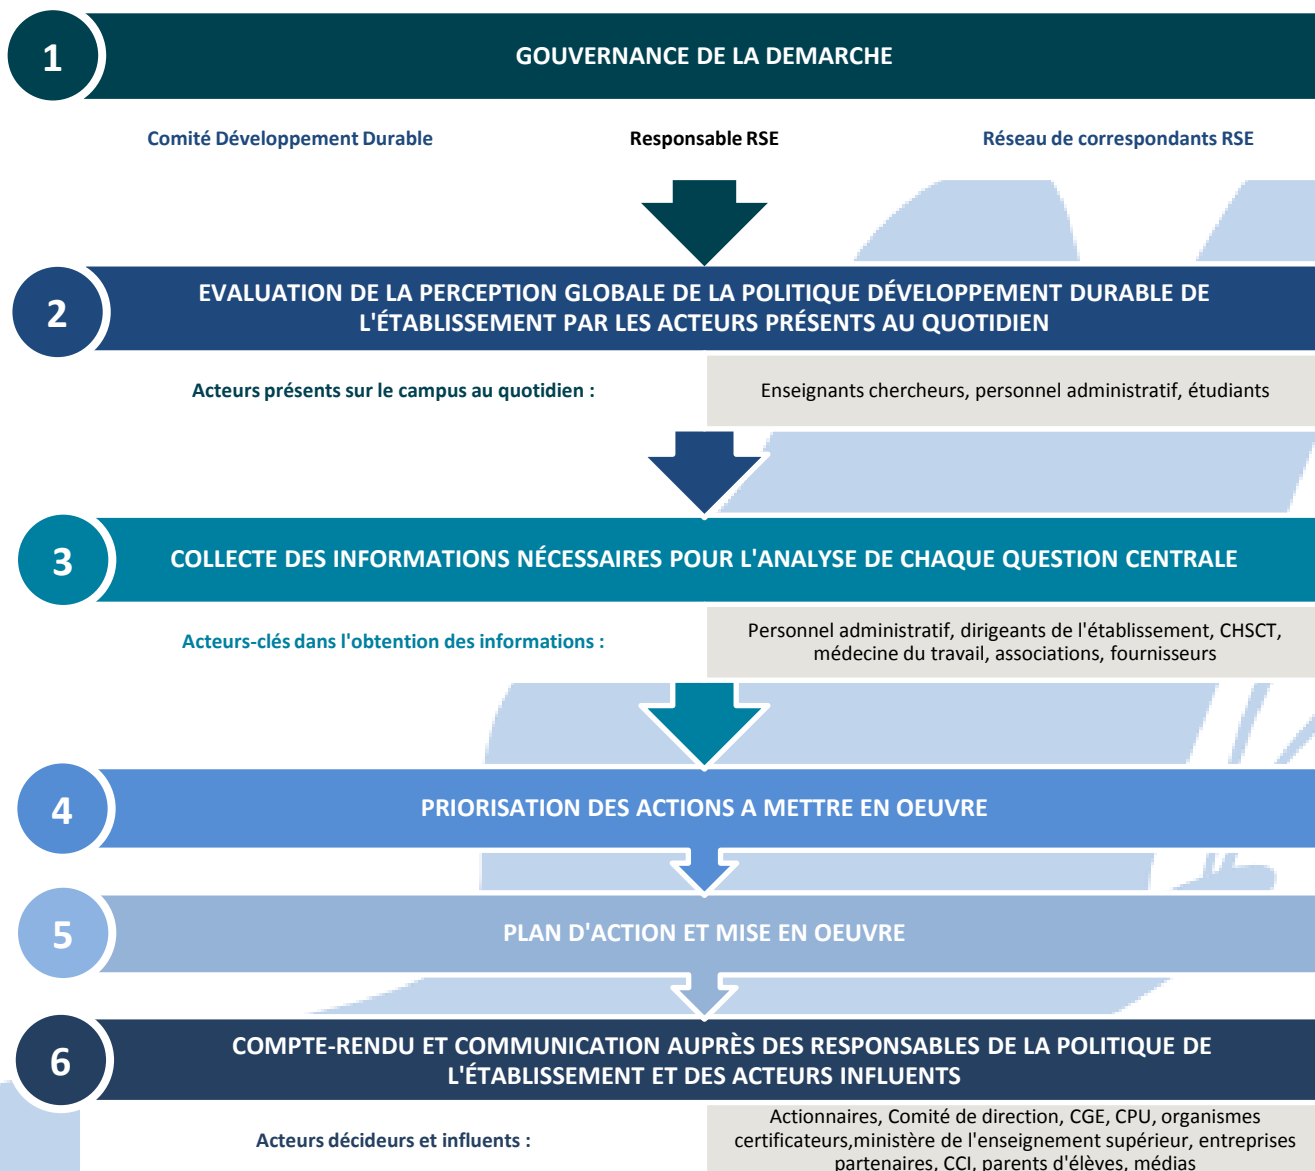 1
GOUVERNANCE DE LA DEMARCHE
Comité Développement Durable
Responsable RSE
Réseau de correspondants RSE
2
EVALUATION DE LA PERCEPTION GLOBALE DE LA POLITIQUE DÉVELOPPEMENT DURABLE DE
L'ÉTABLISSEMENT PAR LES ACTEURS PRÉSENTS AU QUOTIDIEN
Acteurs présents sur le campus au quotidien :
Enseignants chercheurs, personnel administratif, étudiants
3
COLLECTE DES INFORMATIONS NÉCESSAIRES POUR L'ANALYSE DE CHAQUE QUESTION CENTRALE
Acteurs-clés dans l'obtention des informations :
Personnel administratif, dirigeants de l'établissement, CHSCT,
médecine du travail, associations, fournisseurs
4
PRIORISATION DES ACTIONS A METTRE EN OEUVRE
5
PLAN D'ACTION ET MISE EN OEUVRE
6
COMPTE-RENDU ET COMMUNICATION AUPRÈS DES RESPONSABLES DE LA POLITIQUE DE
L'ÉTABLISSEMENT ET DES ACTEURS INFLUENTS
Acteurs décideurs et influents :
Actionnaires, Comité de direction, CGE, CPU, organismes
certificateurs,ministère de l'enseignement supérieur, entreprises
partenaires, CCI, parents d'élèves, médias